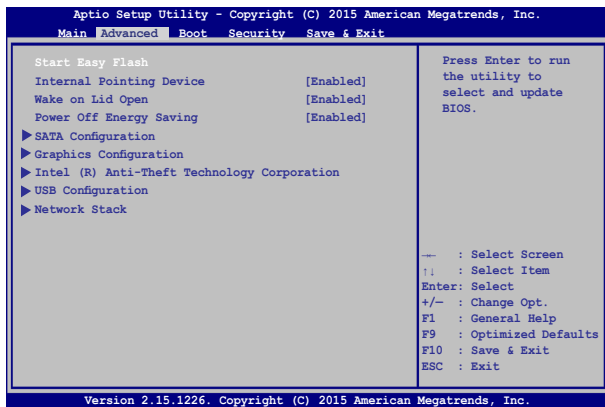 Aptio Setup Utility - Copyright (C) 2015 American Megatrends, Inc.
Main Advanced Boot Security Save & Exit
Start Easy Flash
Internal Pointing Device [Enabled]
Wake on Lid Open [Enabled]
Power Off Energy Saving [Enabled]
SATA Configuration
Graphics Configuration
Intel (R) Anti-Theft Technology Corporation
USB Configuration
Network Stack
Press Enter to run
the utility to
select and update
BIOS.
→← : Select Screen
↑↓ : Select Item
Enter: Select
+/— : Change Opt.
F1 : General Help
F9 : Optimized Defaults
F10 : Save & Exit
ESC : Exit
Version 2.15.1226. Copyright (C) 2015 American Megatrends, Inc.